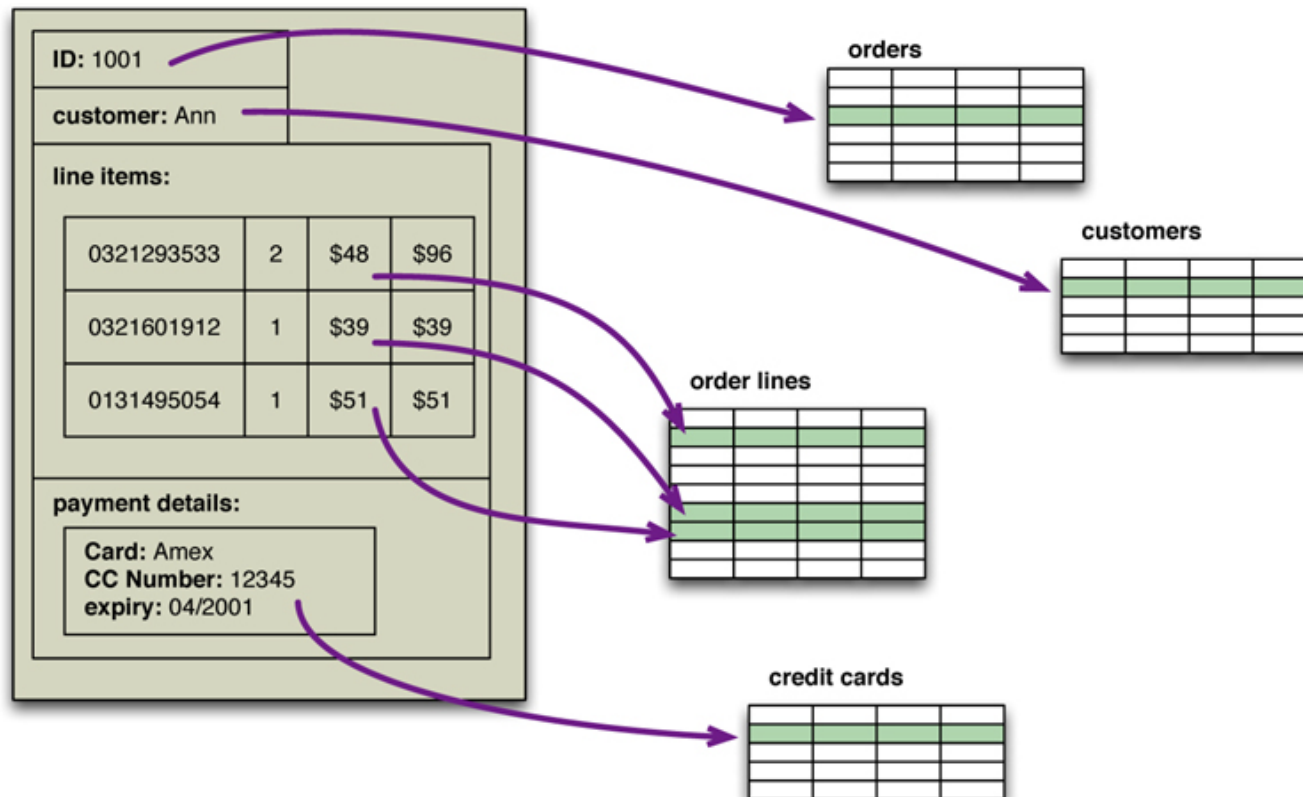 ID: 1001
customer: Ann
line items:
0321293533 2 $48 $96
0321601912 1 $39 $39
0131495054 1 $51 $51
payment details:
Card: Amex
CC Number: 12345
expiry: 04/2001
orders
customers
order lines
credit cards